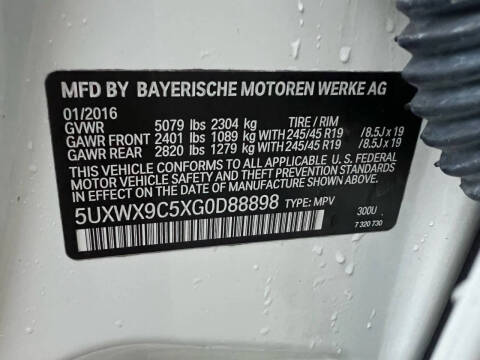 MFD BY BAYERISCHE MOTOREN WERKE AG
01/2016
GVWR 5079 lbs 2304 kg TIRE / RIM
GAWR FRONT 2401 lbs 1089 kg WITH 245/45 R19 /8.5J x 19
GAWR REAR 2820 lbs 1279 kg WITH 245/45 R19 /8.5J x 19
THIS VEHICLE CONFORMS TO ALL APPLICABLE U. S. FEDERAL
MOTOR VEHICLE SAFETY AND THEFT PREVENTION STANDARDS
IN EFFECT ON THE DATE OF MANUFACTURE SHOWN ABOVE.
5UXWX9C5XG0D88898 TYPE: MPV
300U
7 320 730